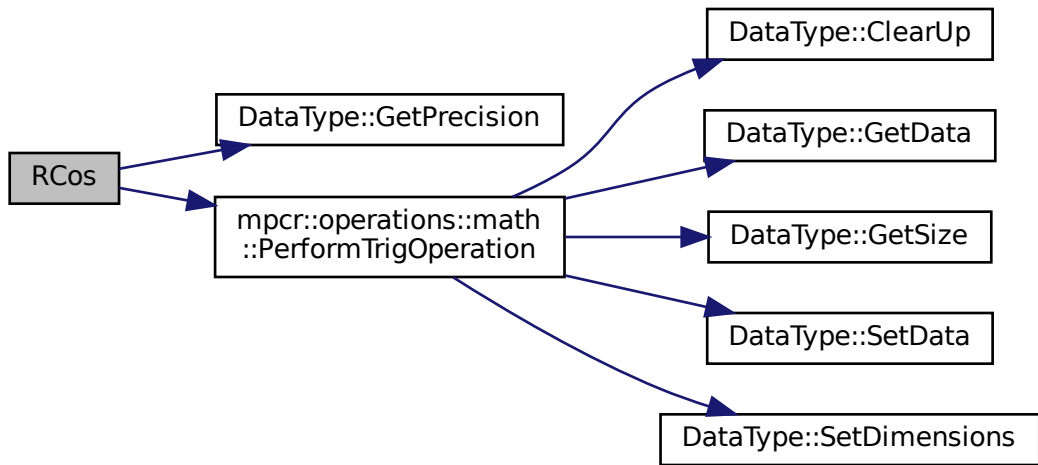 RCos
DataType::GetPrecision
mpcr::operations::math
::PerformTrigOperation
DataType::ClearUp
DataType::GetData
DataType::GetSize
DataType::SetData
DataType::SetDimensions